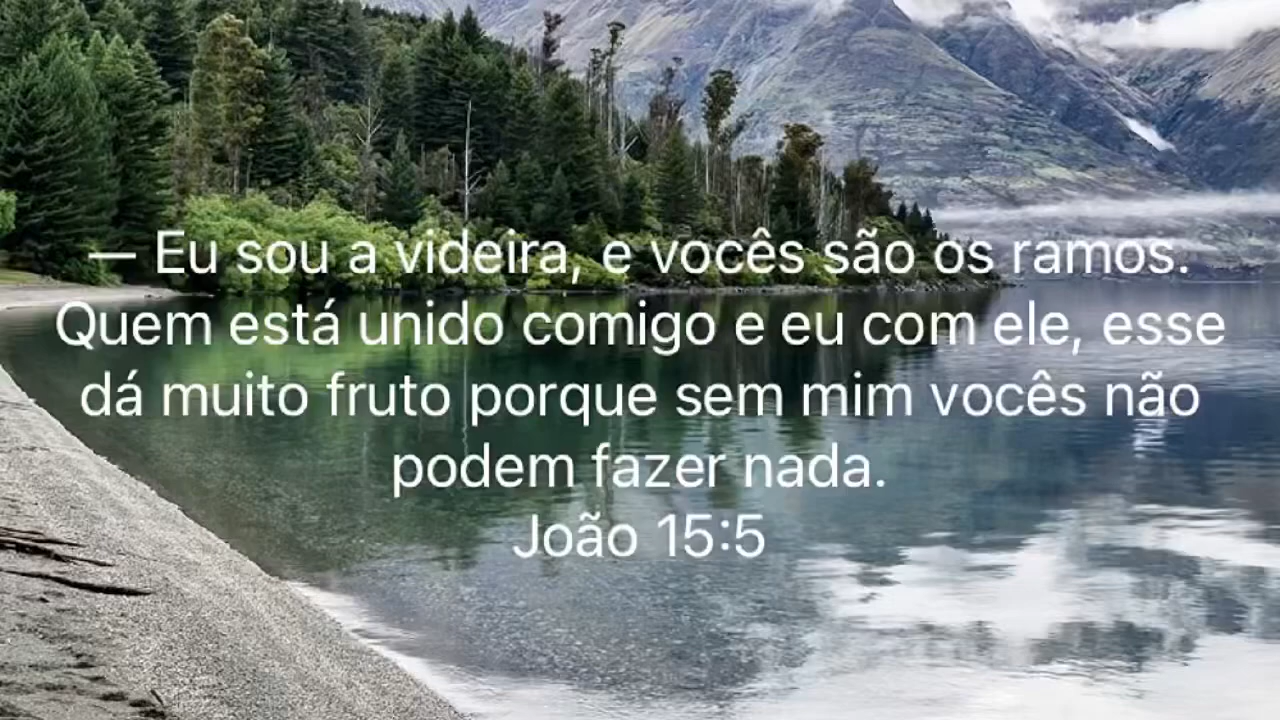 — Eu sou a videira, e vocês são os ramos.
Quem está unido comigo e eu com ele, esse
dá muito fruto porque sem mim vocês não
podem fazer nada.
João 15:5